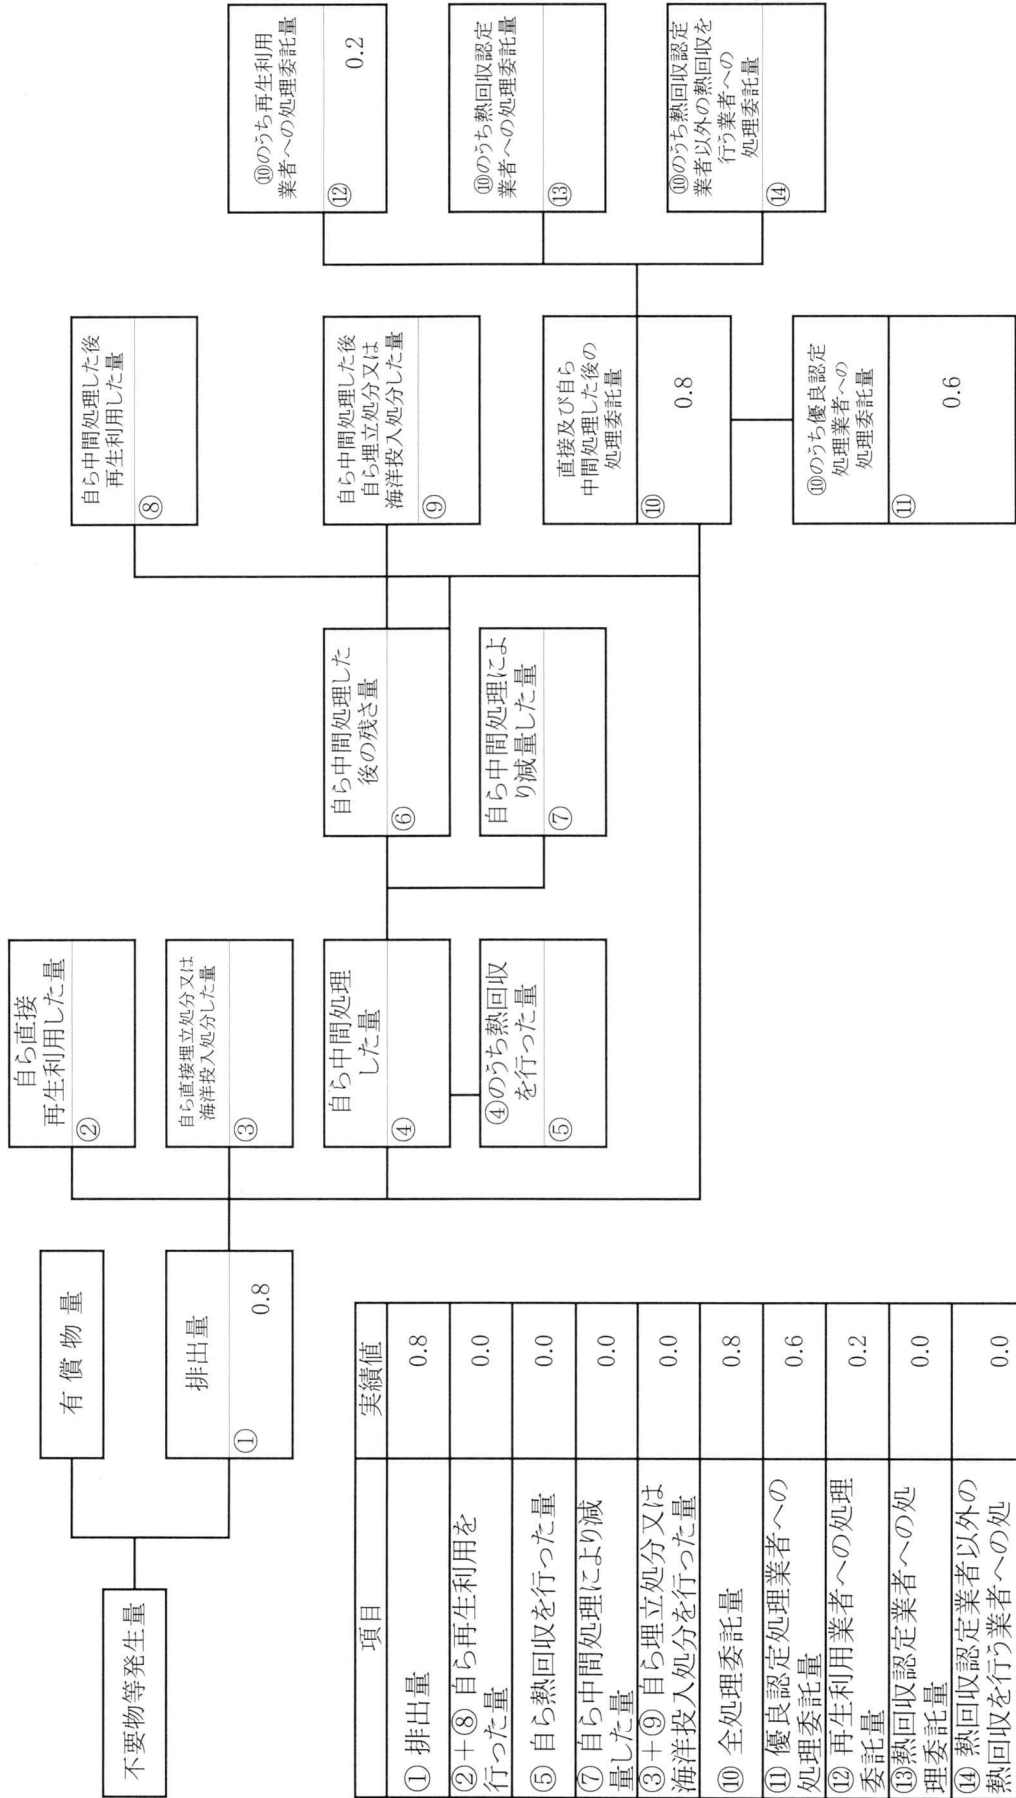 不要物等発生量
有償物量
排出量
①
0.8
自ら直接
再生利用した量
②
自ら直接埋立処分又は
海洋投入処分した量
③
自ら中間処理
した量
④
④のうち熱回収
を行った量
⑤
自ら中間処理した
後の残さ量
⑥
自ら中間処理によ
り減量した量
⑦
自ら中間処理した後
再生利用した量
⑧
自ら中間処理した後
自ら埋立処分又は
海洋投入処分した量
⑨
直接及び自ら
中間処理した後の
処理委託量
⑩
0.8
⑩のうち優良認定
処理業者への
処理委託量
⑪
0.6
⑩のうち再生利用
業者への処理委託量
⑫
0.2
⑩のうち熱回収認定
業者への処理委託量
⑬
⑩のうち熱回収認定
業者以外の熱回収を
行う業者への
処理委託量
⑭
項目 実績値
① 排出量 0.8
②+⑧ 自ら再生利用を
行った量 0.0
⑤ 自ら熱回収を行った量 0.0
⑦ 自ら中間処理により減
量した量 0.0
③+⑨ 自ら埋立処分又は
海洋投入処分を行った量 0.0
⑩ 全処理委託量 0.8
⑪ 優良認定処理業者への
処理委託量 0.6
⑫ 再生利用業者への処理
委託量 0.2
⑬熱回収認定業者への処
理委託量 0.0
⑭ 熱回収認定業者以外の
熱回収を行う業者への処 0.0